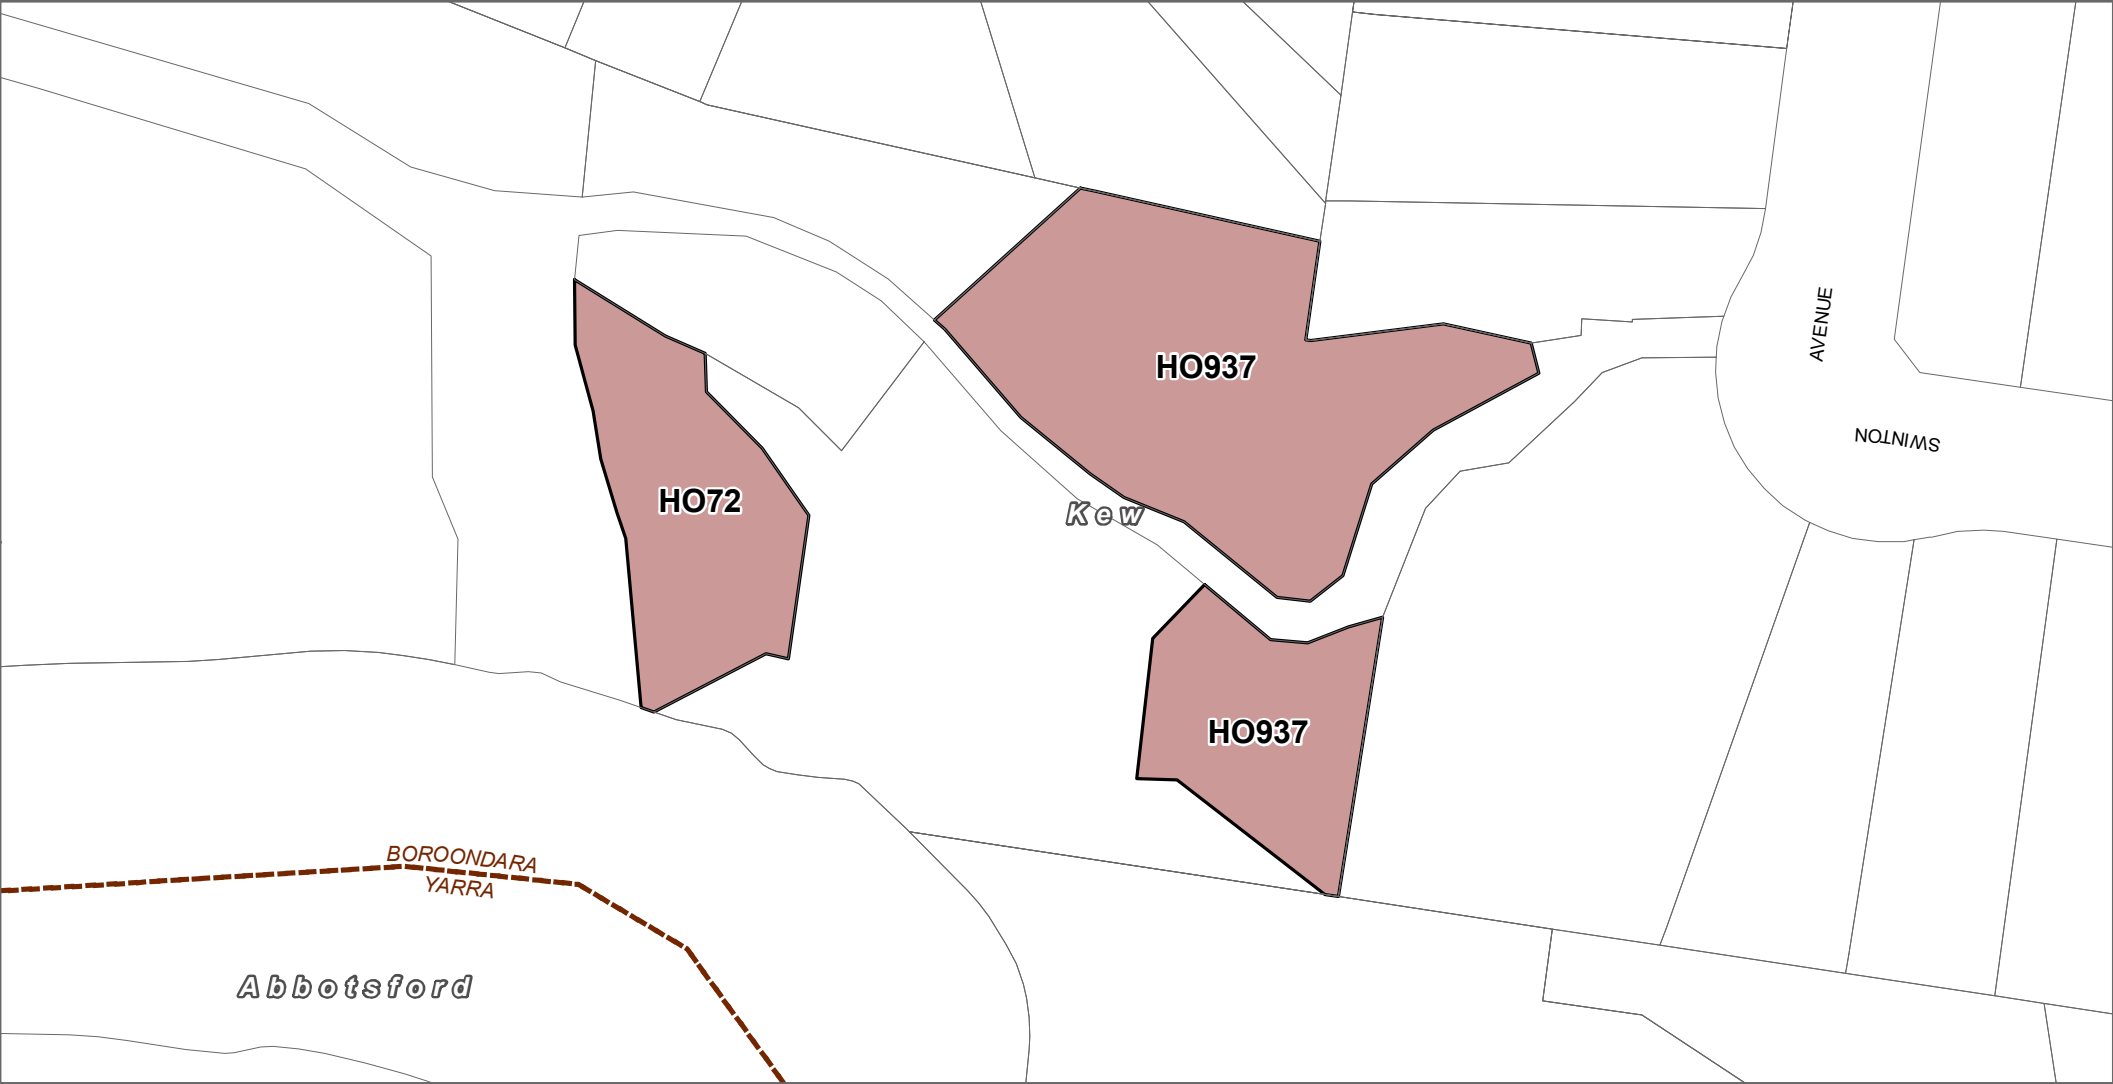 AVENUE
HO937
SWINTON
HO72
Kew
HO937
BOROONDARA
YARRA
Abbotsford